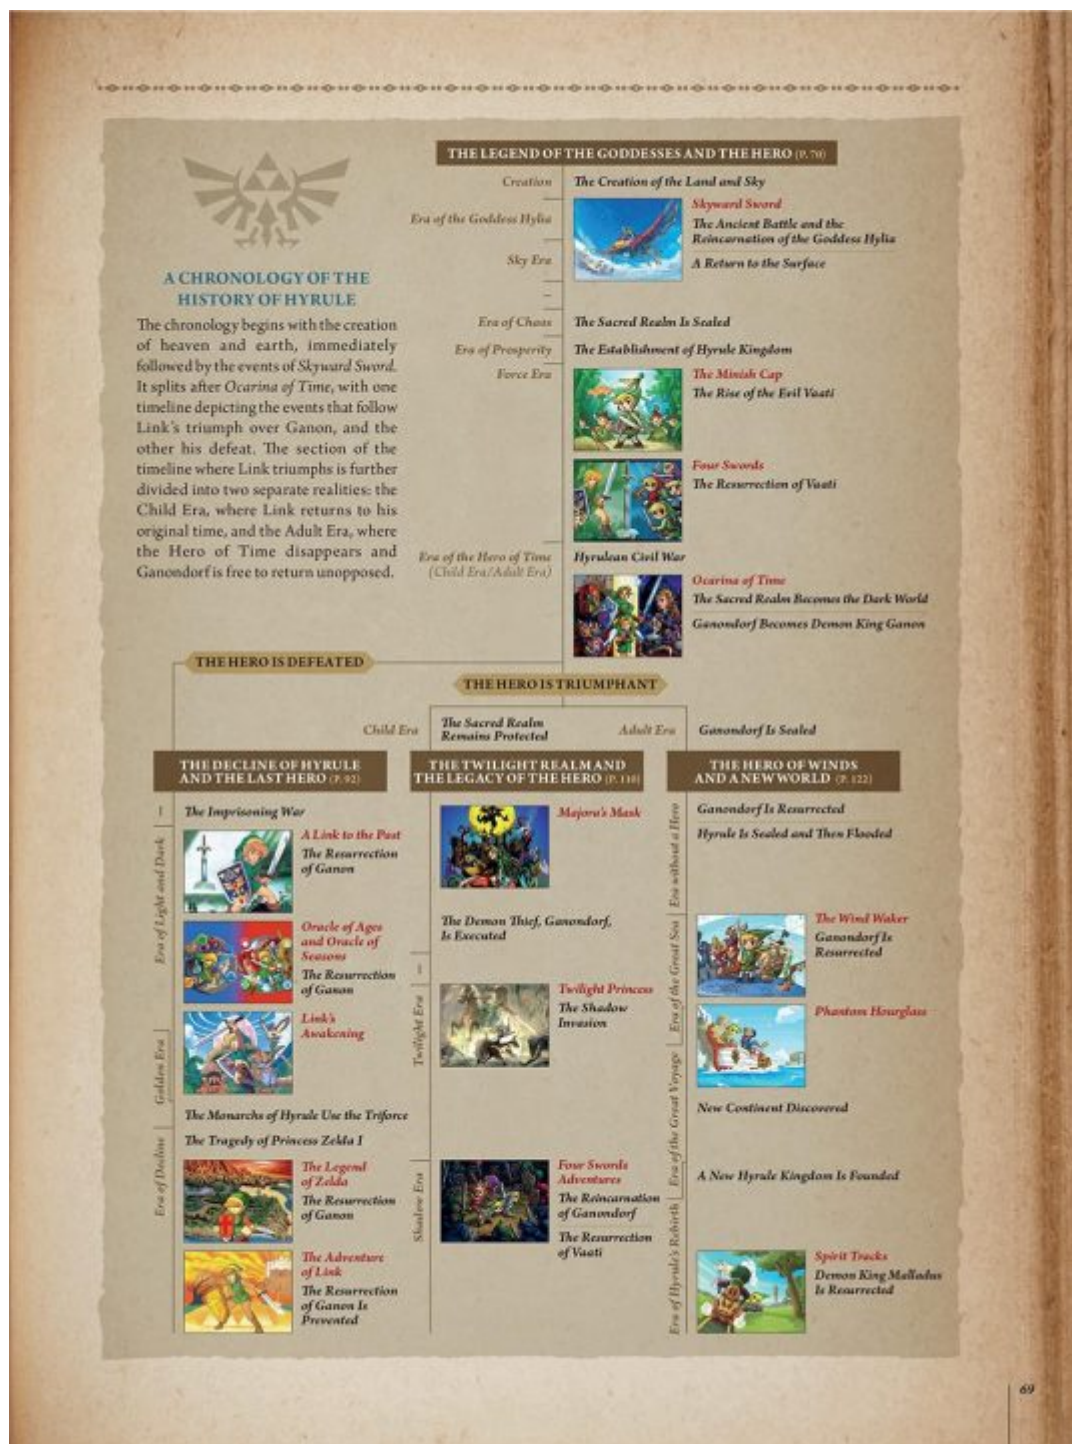 THE LEGEND OF THE GODDESSES AND THE HERO (P. 70)
Creation
The Creation of the Land and Sky
Era of the Goddess Hylia
Skyward Sword
The Ancient Battle and the
Reincarnation of the Goddess Hylia
Sky Era
A Return to the Surface
A CHRONOLOGY OF THE
HISTORY OF HYRULE
The chronology begins with the creation
of heaven and earth, immediately
followed by the events of Skyward Sword.
It splits after Ocarina of Time, with one
timeline depicting the events that follow
Link's triumph over Ganon, and the
other his defeat. The section of the
timeline where Link triumphs is further
divided into two separate realities: the
Child Era, where Link returns to his
original time, and the Adult Era, where
the Hero of Time disappears and
Ganondorf is free to return unopposed.
–
Era of Chaos
The Sacred Realm Is Sealed
Era of Prosperity
The Establishment of Hyrule Kingdom
Force Era
The Minish Cap
The Rise of the Evil Vaati
Four Swords
The Resurrection of Vaati
Era of the Hero of Time
(Child Era/Adult Era)
Hyrulean Civil War
Ocarina of Time
The Sacred Realm Becomes the Dark World
Ganondorf Becomes Demon King Ganon
THE HERO IS DEFEATED
THE HERO IS TRIUMPHANT
Child Era
The Sacred Realm
Remains Protected
Adult Era
Ganondorf Is Sealed
THE DECLINE OF HYRULE
AND THE LAST HERO (P. 92)
–
The Imprisoning War
Era of Light and Dark
A Link to the Past
The Resurrection
of Ganon
Oracle of Ages
and Oracle of
Seasons
The Resurrection
of Ganon
Link's
Awakening
Golden Era
The Monarchs of Hyrule Use the Triforce
The Tragedy of Princess Zelda I
Era of Decline
The Legend
of Zelda
The Resurrection
of Ganon
The Adventure
of Link
The Resurrection
of Ganon Is
Prevented
THE TWILIGHT REALM AND
THE LEGACY OF THE HERO (P. 110)
Majora's Mask
The Demon Thief, Ganondorf,
Is Executed
–
Twilight Era
Twilight Princess
The Shadow
Invasion
Shadow Era
Four Swords
Adventures
The Reincarnation
of Ganondorf
The Resurrection
of Vaati
THE HERO OF WINDS
AND A NEW WORLD (P. 122)
Era without a Hero
Ganondorf Is Resurrected
Hyrule Is Sealed and Then Flooded
Era of the Great Sea
The Wind Waker
Ganondorf Is
Resurrected
Phantom Hourglass
Era of the Great Voyage
New Continent Discovered
A New Hyrule Kingdom Is Founded
Era of Hyrule's Rebirth
Spirit Tracks
Demon King Malladus
Is Resurrected
69